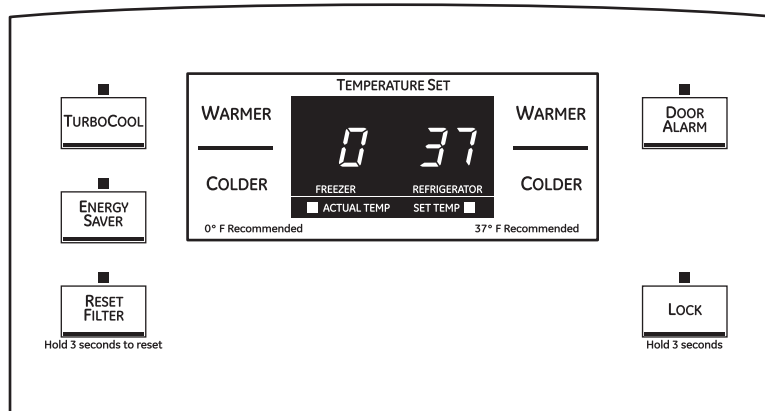 TEMPERATURE SET
TURBOCOOL
WARMER
0 37
WARMER
DOOR
ALARM
COLDER
FREEZER REFRIGERATOR
COLDER
ENERGY
SAVER
ACTUAL TEMP SET TEMP
0° F Recommended 37° F Recommended
RESET
FILTER
Hold 3 seconds to reset
LOCK
Hold 3 seconds